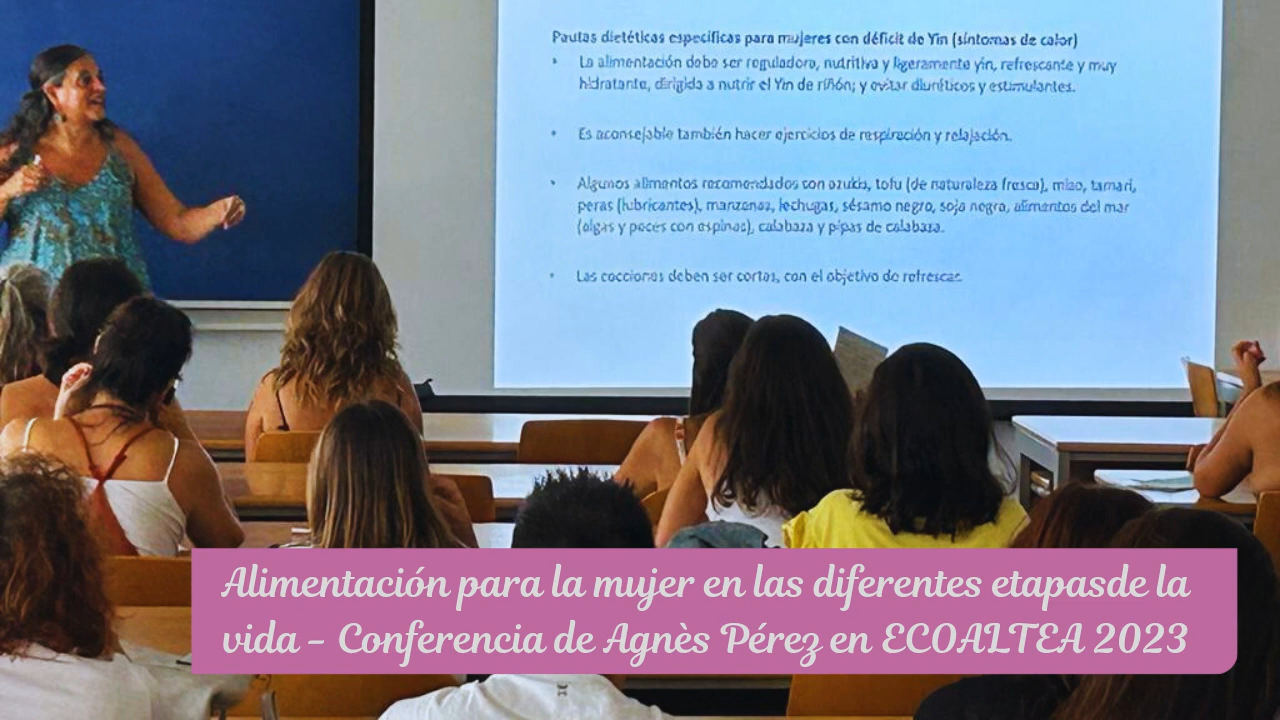 Pautas dietéticas específicas para mujeres con déficit de Yin (síntomas de calor)
• La alimentación debe ser reguladora, nutritiva y ligeramente yin, refrescante y muy
hidratante, dirigida a nutrir el Yin de riñón; y evitar diuréticos y estimulantes.
• Es aconsejable también hacer ejercicios de respiración y relajación.
• Algunos alimentos recomendados son azukis, tofu (de naturaleza fresca), miso, tamari,
peras (lubricantes), manzanas, lechugas, sésamo negro, soja negra, alimentos del mar
(algas y peces con espinas), calabaza y pipas de calabaza.
• Las cocciones deben ser cortas, con el objetivo de refrescar.
Alimentación para la mujer en las diferentes etapasde la
vida - Conferencia de Agnès Pérez en ECOALTEA 2023